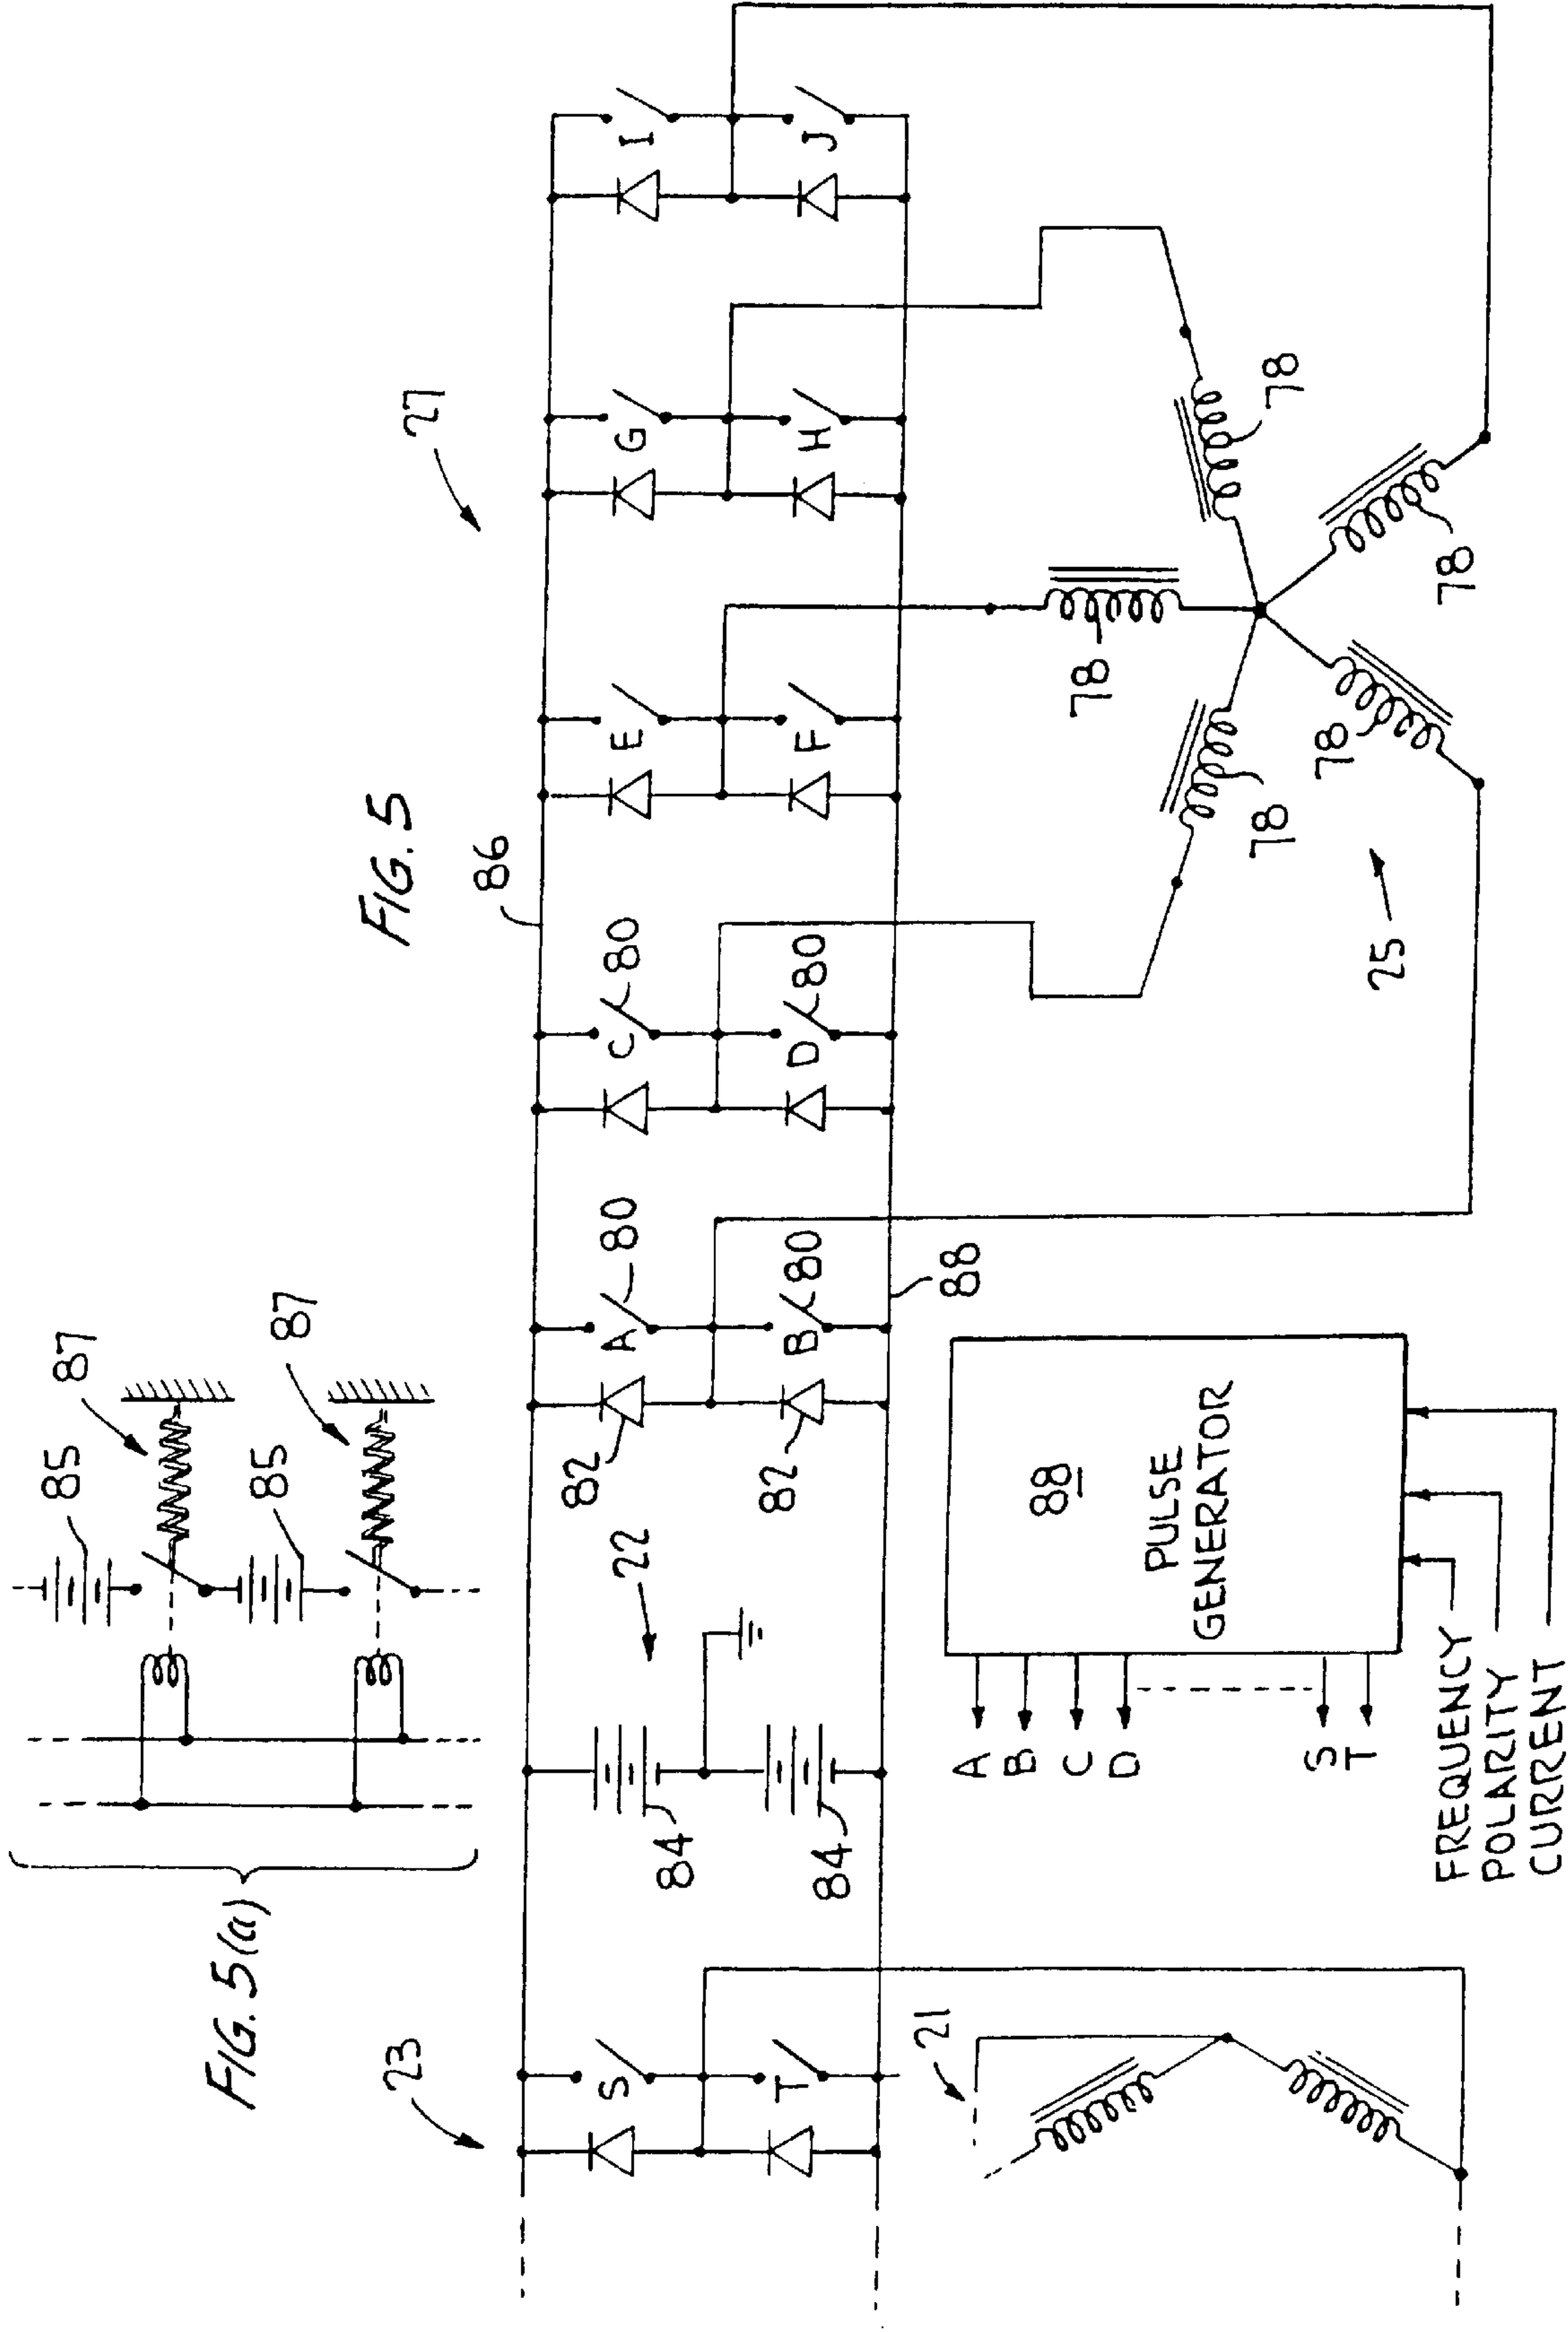 FIG. 5(a)
85
87
85
87
FIG. 5
23
22
86
27
S
T
84
84
82
82
A
80
B
80
C
80
D
80
E
F
G
H
I
J
88
21
A
B
C
D
S
T
88
PULSE
GENERATOR
FREQUENCY
POLARITY
CURRENT
25
78
78
78
78
78